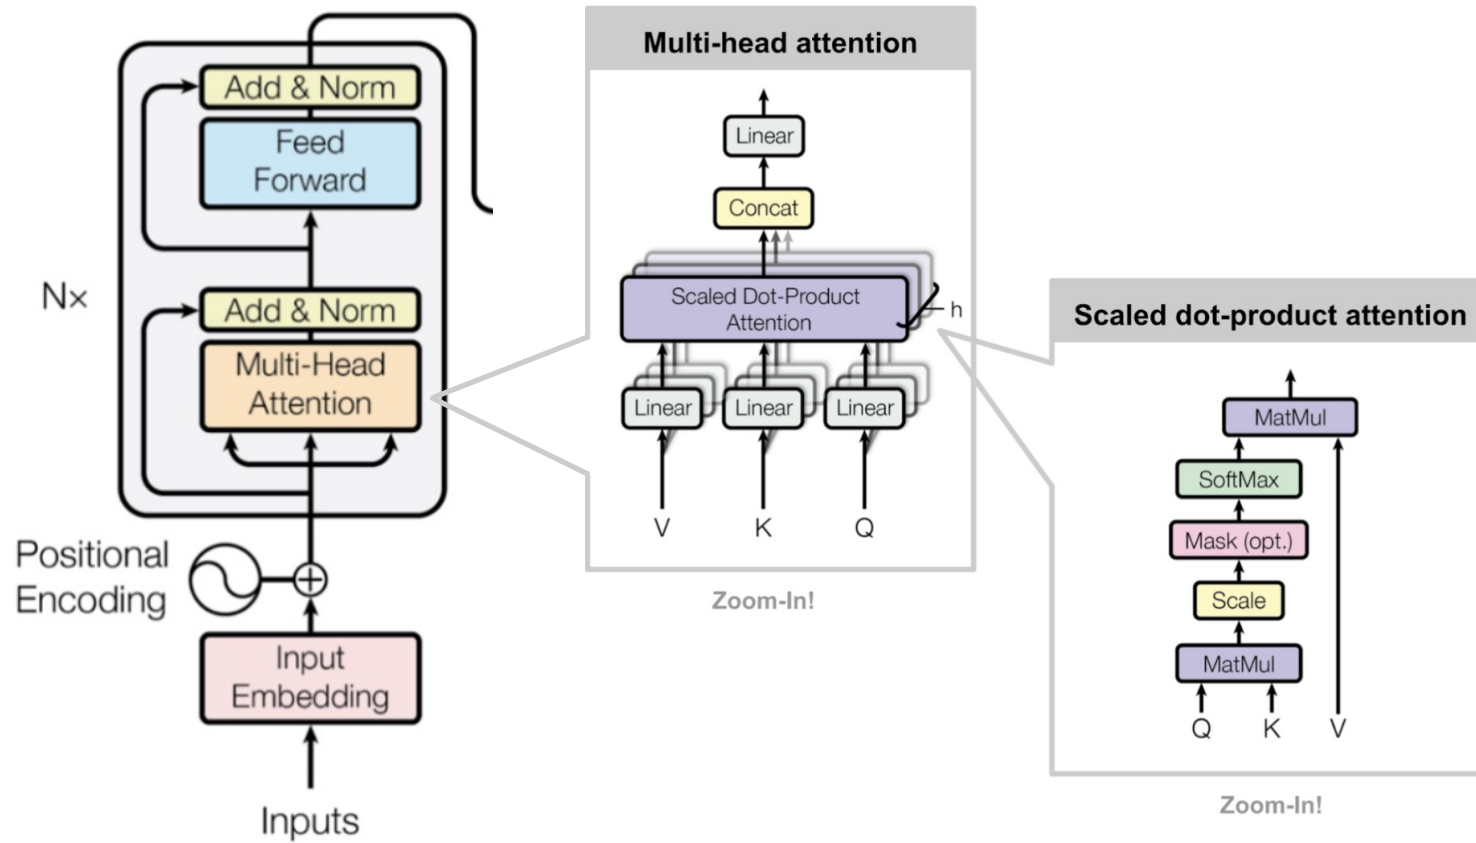 Add & Norm
Feed
Forward
N×
Add & Norm
Multi-Head
Attention
Positional
Encoding
Input
Embedding
Inputs
Multi-head attention
Linear
Concat
Scaled Dot-Product
Attention
h
Linear
Linear
Linear
V
K
Q
Zoom-In!
Scaled dot-product attention
MatMul
SoftMax
Mask (opt.)
Scale
MatMul
Q
K
V
Zoom-In!